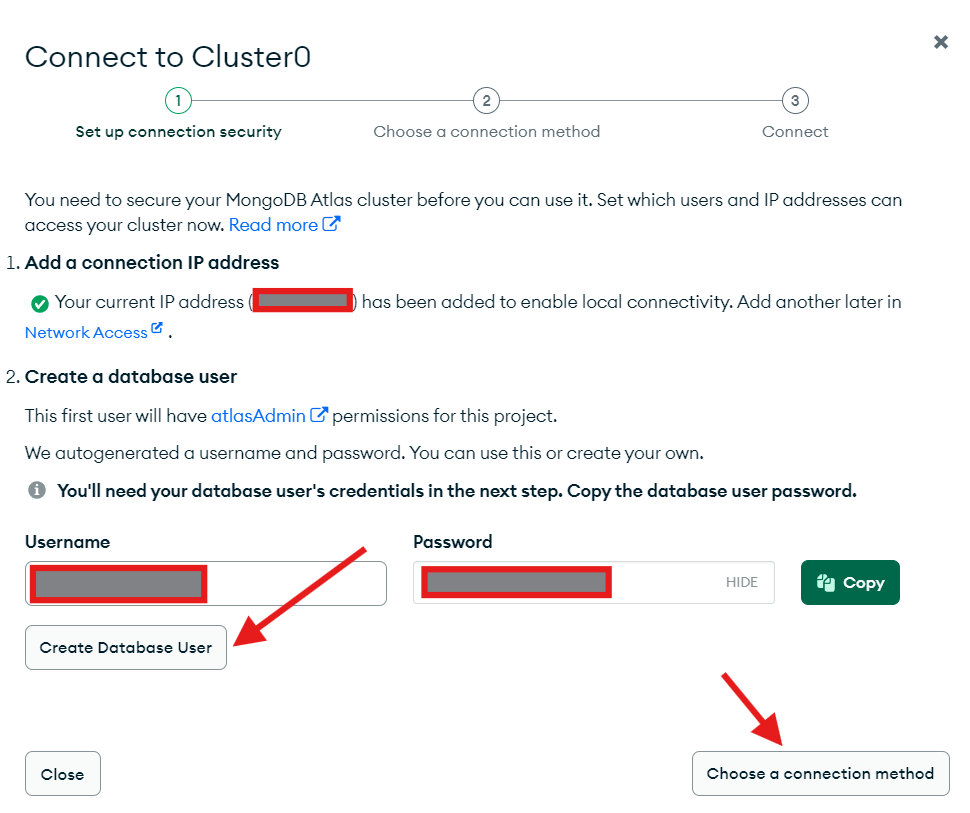 Connect to Cluster0
1
2
3
Set up connection security
Choose a connection method
Connect
You need to secure your MongoDB Atlas cluster before you can use it. Set which users and IP addresses can
access your cluster now. Read more
1. Add a connection IP address
Your current IP address ( ) has been added to enable local connectivity. Add another later in
Network Access .
2. Create a database user
This first user will have atlasAdmin permissions for this project.
We autogenerated a username and password. You can use this or create your own.
You'll need your database user's credentials in the next step. Copy the database user password.
Username
Password
HIDE
Copy
Create Database User
Close
Choose a connection method